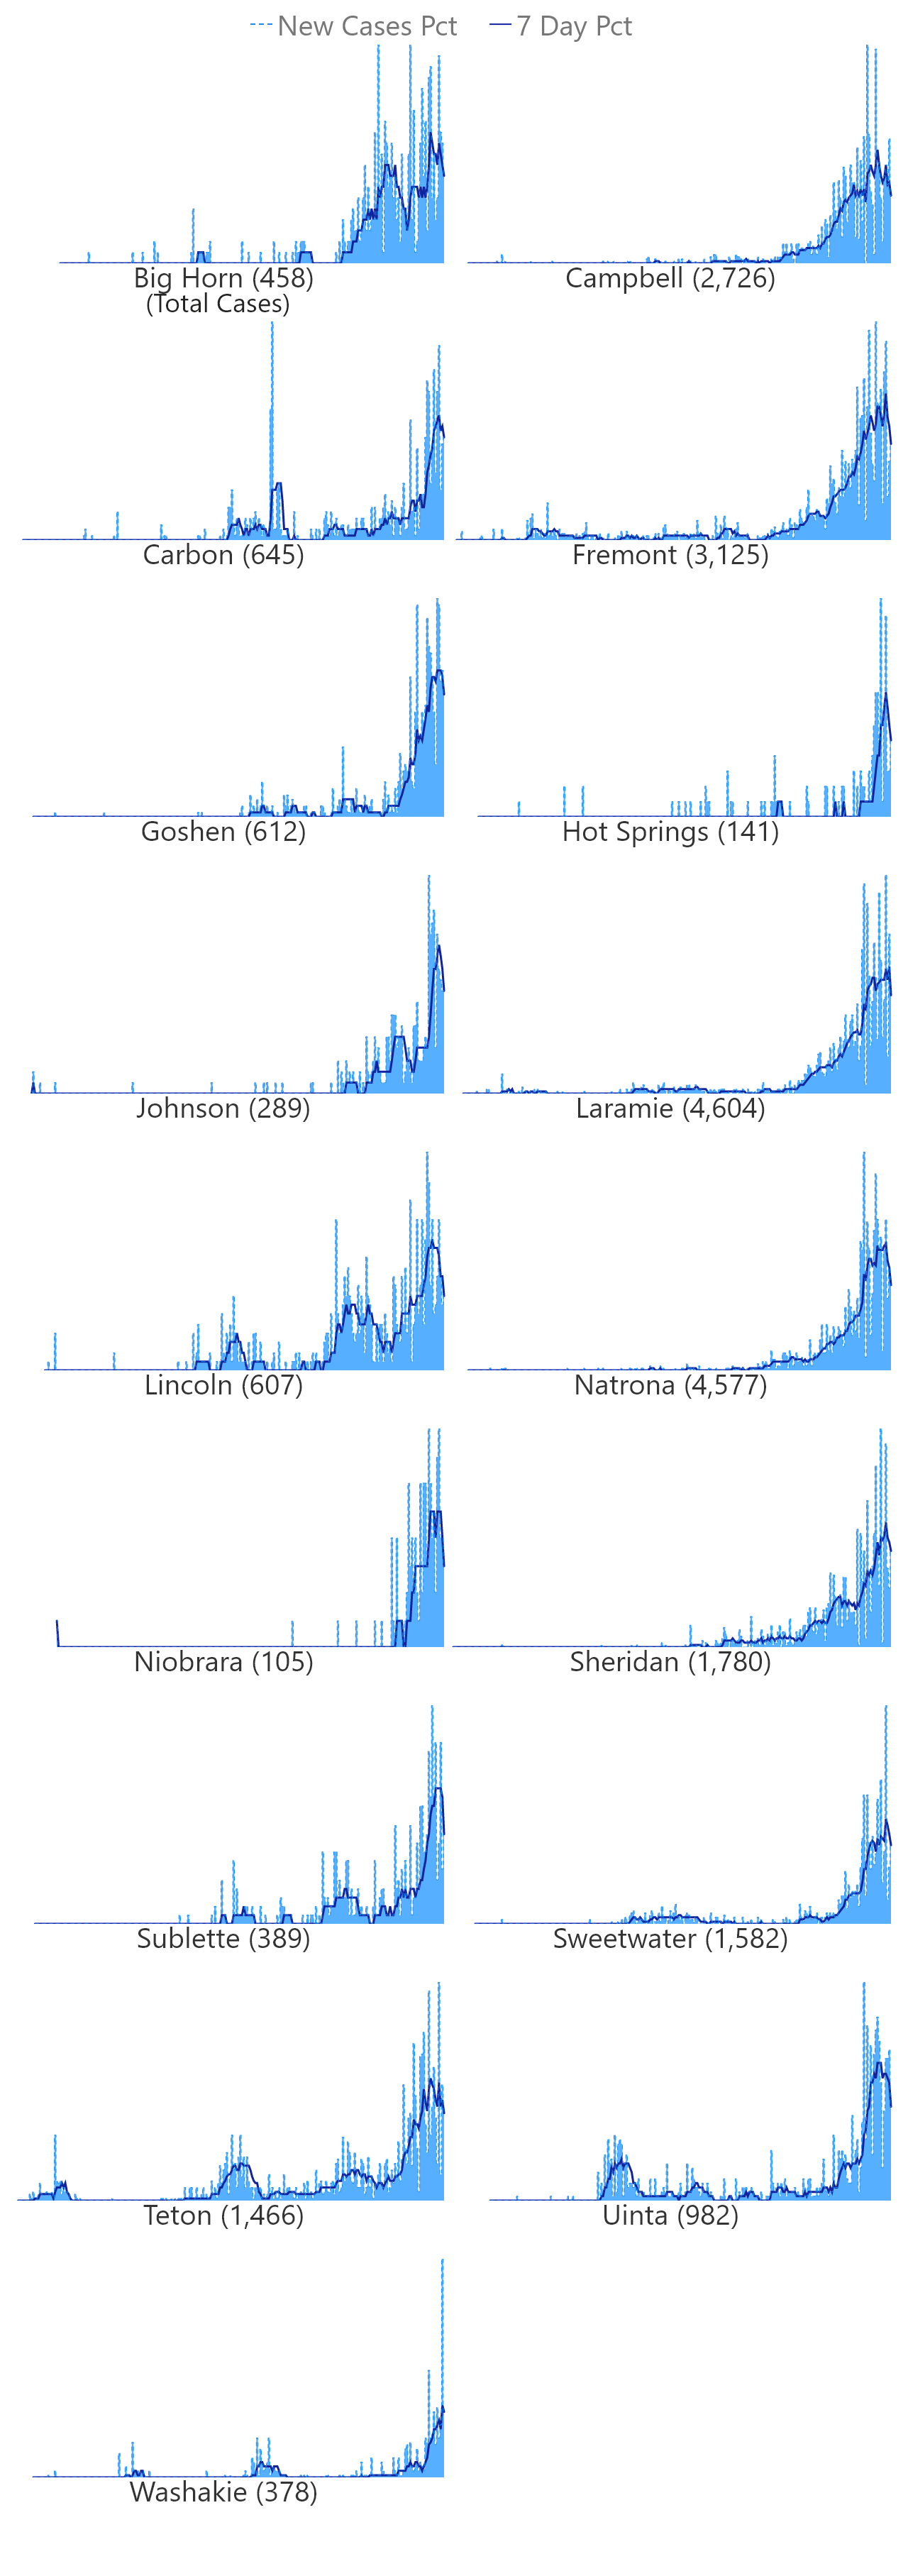 New Cases Pct 7 Day Pct
Big Horn (458) Campbell (2,726)
(Total Cases)
Carbon (645) Fremont (3,125)
Goshen (612) Hot Springs (141)
Johnson (289) Laramie (4,604)
Lincoln (607) Natrona (4,577)
Niobrara (105) Sheridan (1,780)
Sublette (389) Sweetwater (1,582)
Teton (1,466) Uinta (982)
Washakie (378)